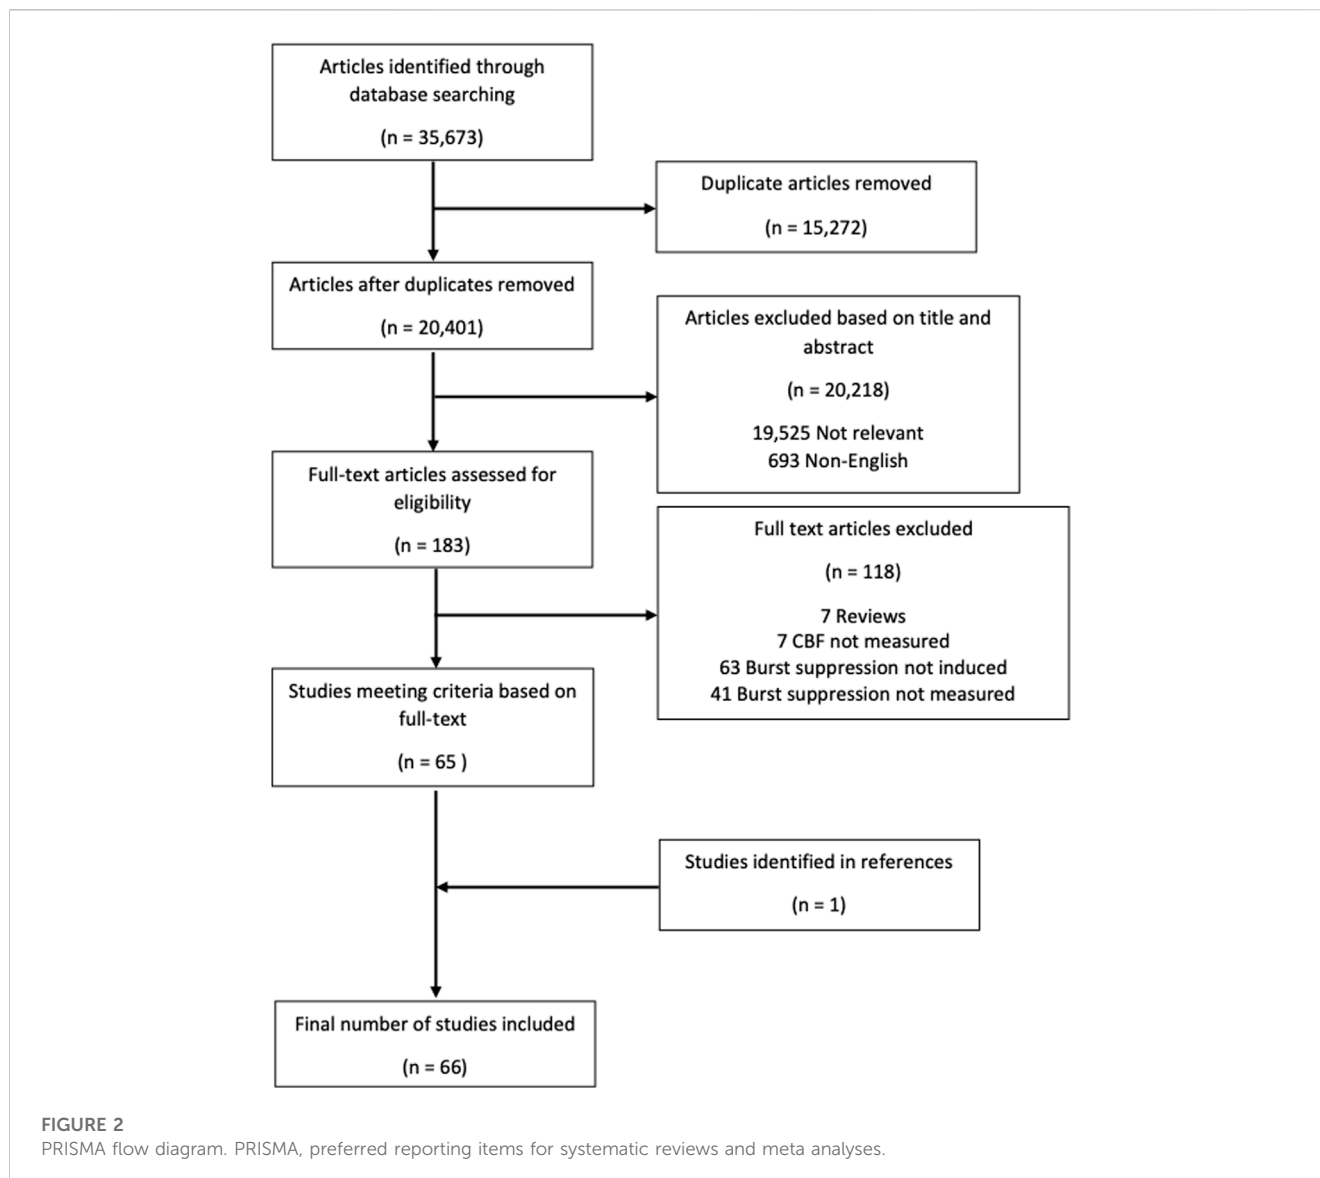 Articles identified through
database searching
(n = 35,673)
Duplicate articles removed
(n = 15,272)
Articles after duplicates removed
(n = 20,401)
Articles excluded based on title and
abstract
(n = 20,218)
19,525 Not relevant
693 Non-English
Full-text articles assessed for
eligibility
(n = 183)
Full text articles excluded
(n = 118)
7 Reviews
7 CBF not measured
63 Burst suppression not induced
41 Burst suppression not measured
Studies meeting criteria based on
full-text
(n = 65 )
Studies identified in references
(n = 1)
Final number of studies included
(n = 66)
FIGURE 2
PRISMA flow diagram. PRISMA, preferred reporting items for systematic reviews and meta analyses.